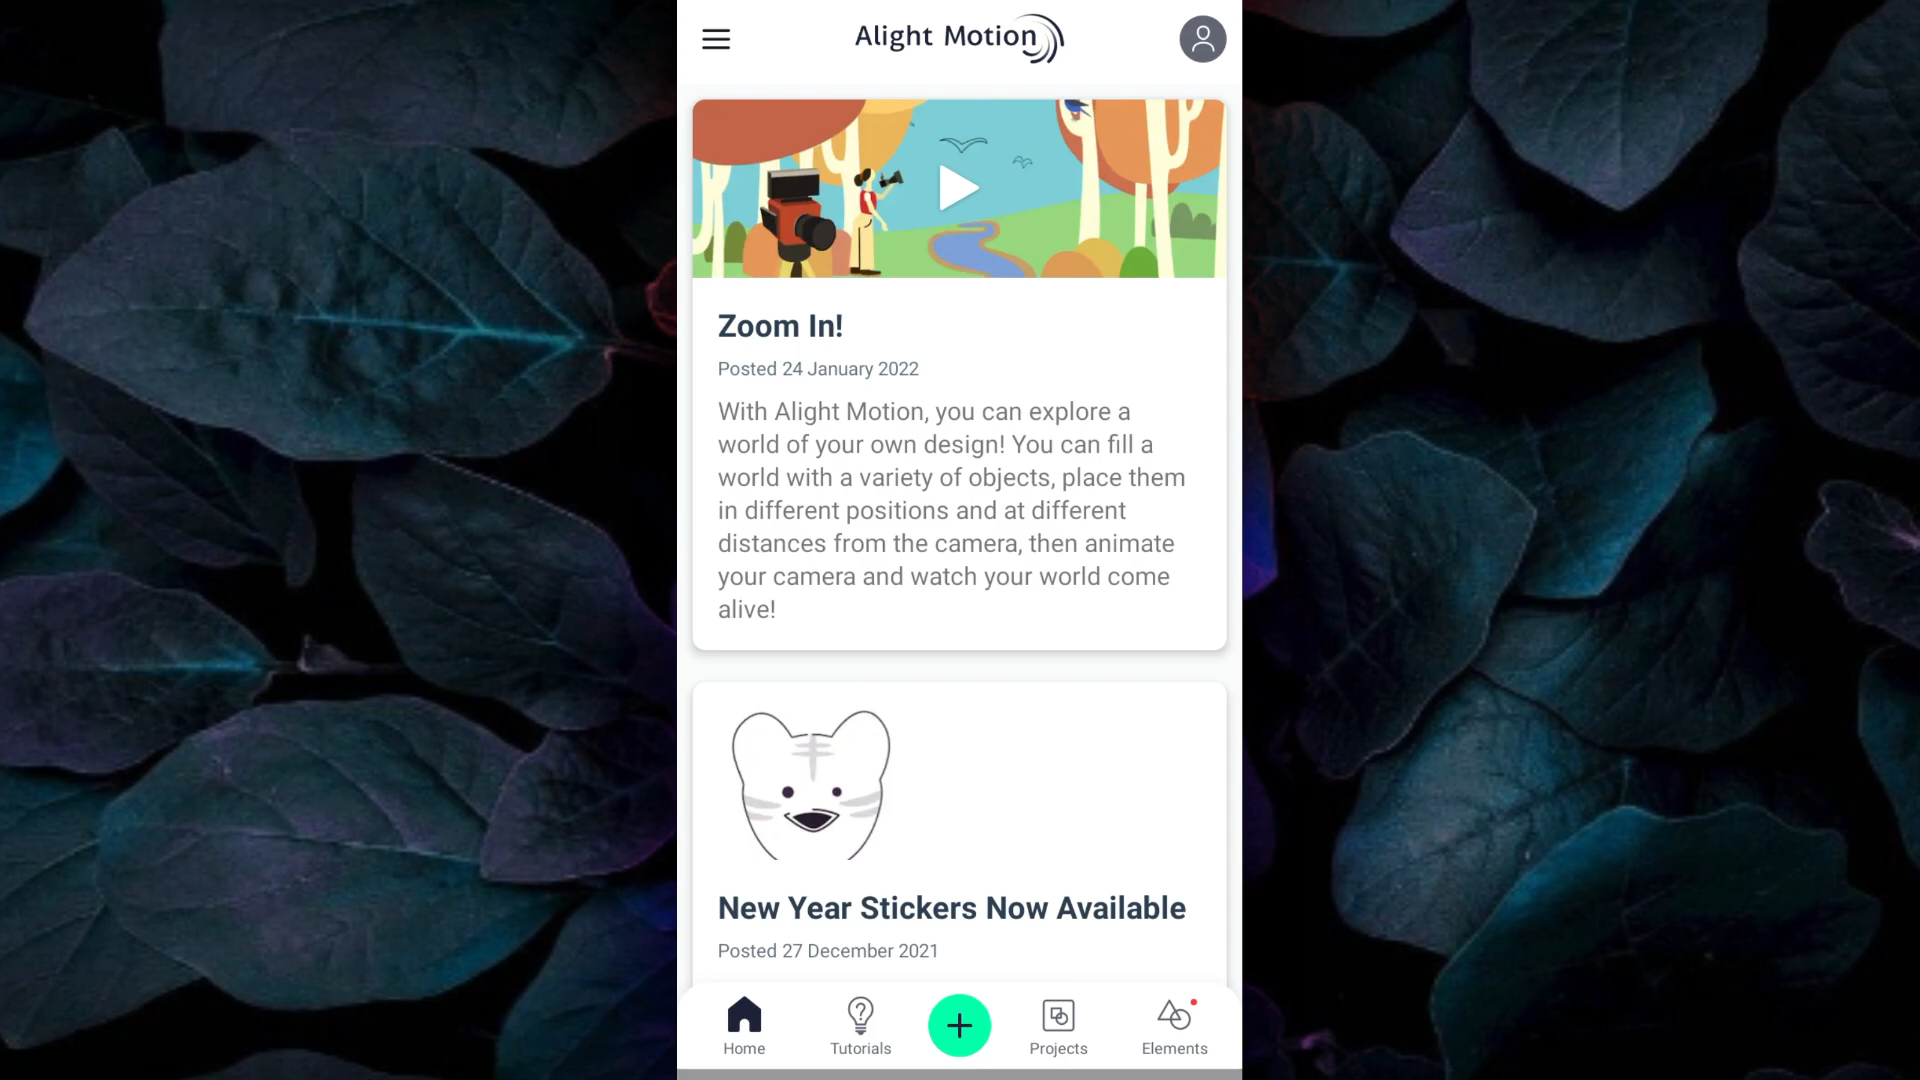 Alight Motion
Zoom In!
Posted 24 January 2022
With Alight Motion, you can explore a
world of your own design! You can fill a
world with a variety of objects, place them
in different positions and at different
distances from the camera, then animate
your camera and watch your world come
alive!
New Year Stickers Now Available
Posted 27 December 2021
Home
Tutorials
Projects
Elements